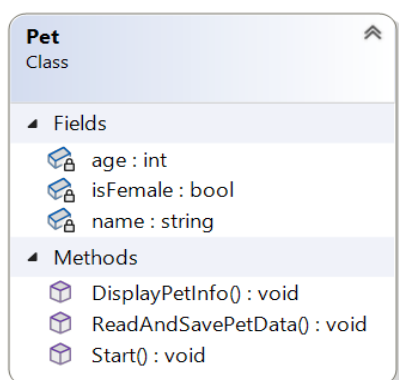 Pet
Class
Fields
age : int
isFemale : bool
name : string
Methods
DisplayPetInfo() : void
ReadAndSavePetData() : void
Start() : void